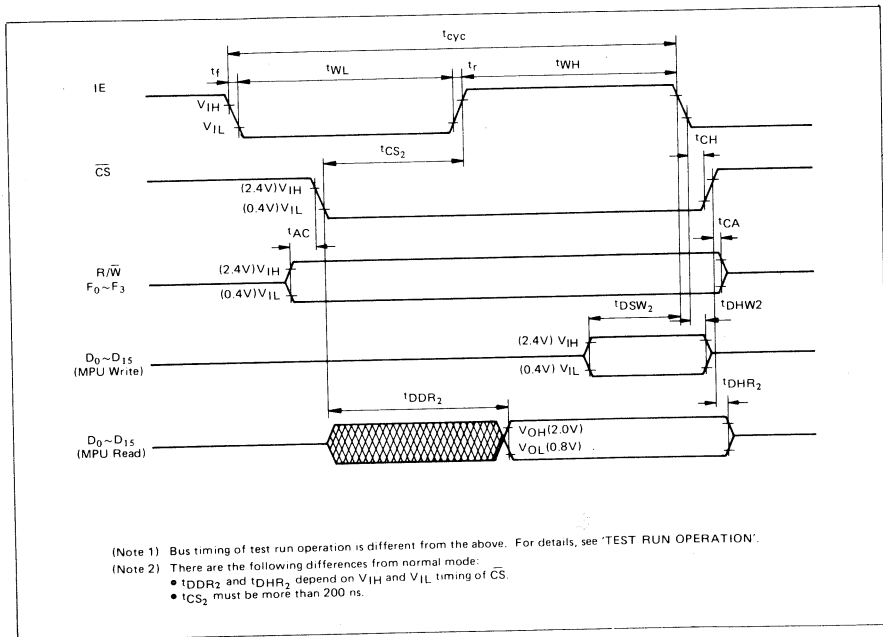 tcyc
tf
tWL
tr
tWH
IE
VIH
VIL
tCH
tCS2
CS
(2.4V)VIH
(0.4V)VIL
tCA
tAC
R/W
F0~F3
(2.4V)VIH
(0.4V)VIL
tDSW2
tDHW2
D0~D15
(MPU Write)
(2.4V) VIH
(0.4V) VIL
tDHR2
tDDR2
D0~D15
(MPU Read)
VOH(2.0V)
VOL(0.8V)
(Note 1) Bus timing of test run operation is different from the above. For details, see 'TEST RUN OPERATION'.
(Note 2) There are the following differences from normal mode:
• tDDR2 and tDHR2 depend on VIH and VIL timing of CS.
• tCS2 must be more than 200 ns.